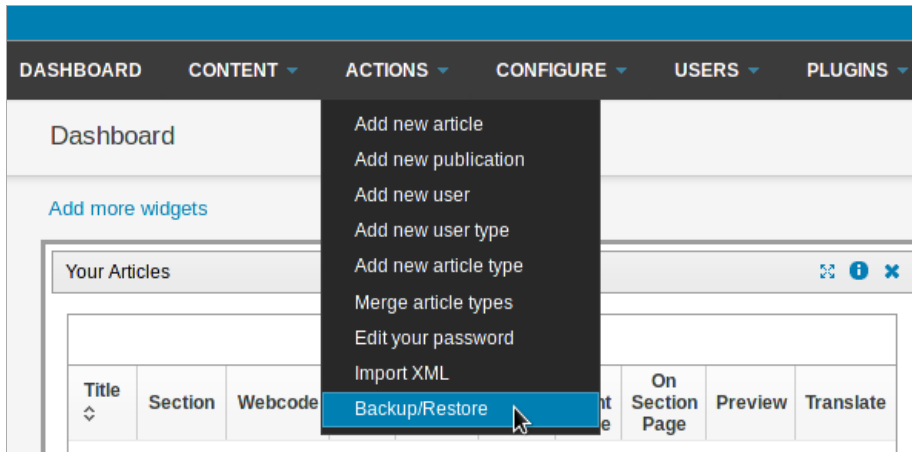 DASHBOARD CONTENT ACTIONS CONFIGURE USERS PLUGINS
Dashboard
Add new article
Add new publication
Add new user
Add new user type
Add new article type
Merge article types
Edit your password
Import XML
Backup/Restore
Add more widgets
Your Articles
Title
Section
Webcode
On
Section
Page
Preview
Translate